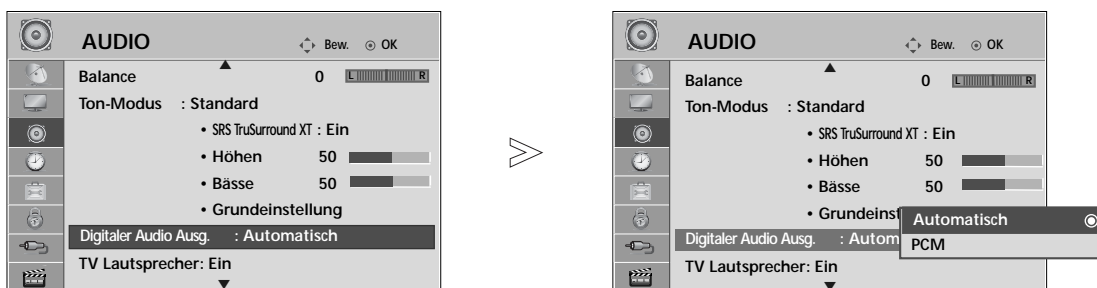 AUDIO Bew. OK
Balance 0 L R
Ton-Modus : Standard
• SRS TruSurround XT : Ein
• Höhen 50
• Bässe 50
• Grundeinstellung
Digitaler Audio Ausg. : Automatisch
TV Lautsprecher: Ein
>
AUDIO Bew. OK
Balance 0 L R
Ton-Modus : Standard
• SRS TruSurround XT : Ein
• Höhen 50
• Bässe 50
• Grundeinst
Automatisch
Digitaler Audio Ausg. : Autom
PCM
TV Lautsprecher: Ein